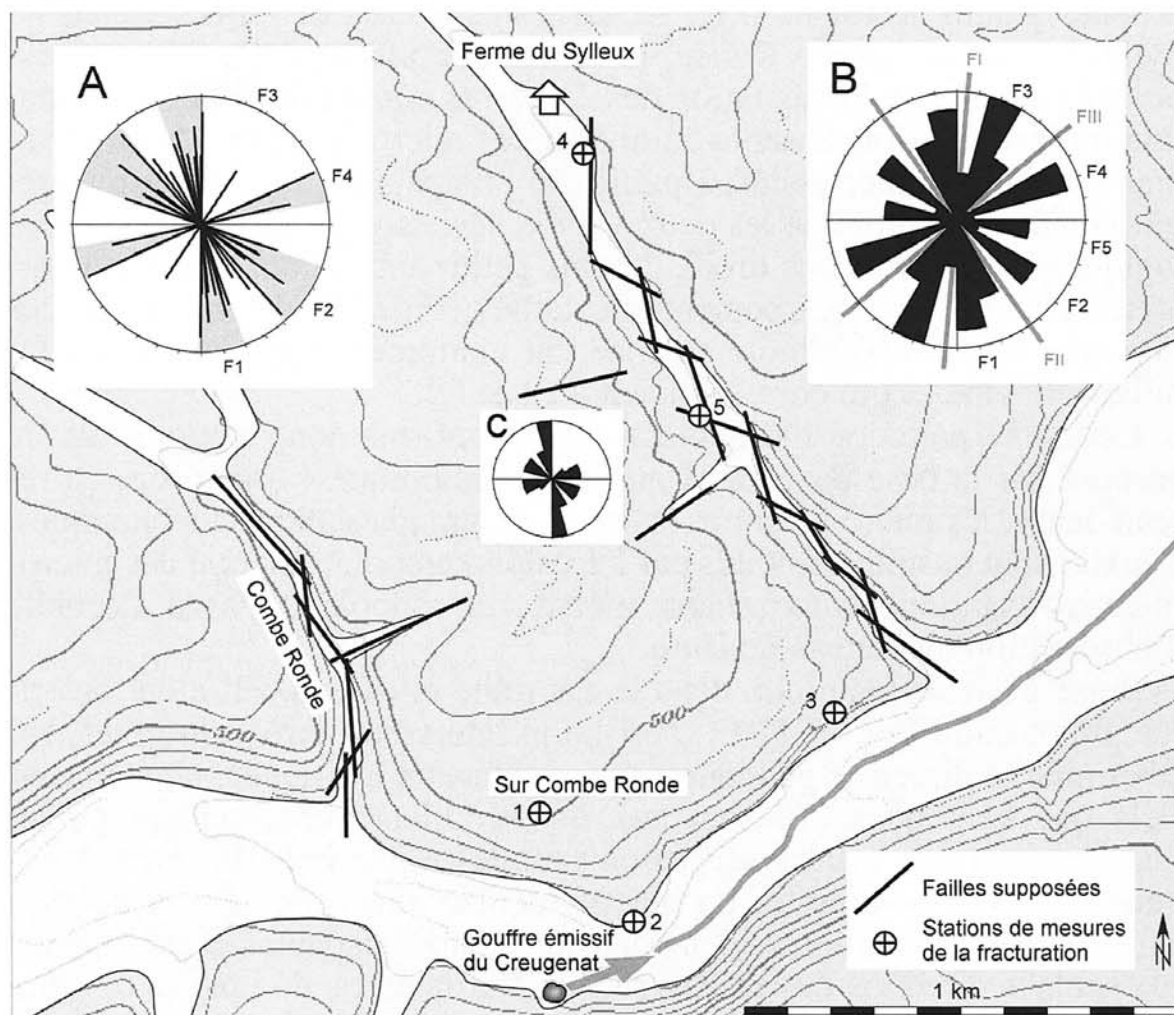 Ferme du Sylleux
A
F3
F4
F2
F1
B
FI
F3
FIII
F4
F5
F2
FII
F1
4
5
C
Combe Ronde
500
500
3
Sur Combe Ronde
1
2
Gouffre émissif
du Creugenat
Failles supposées
Stations de mesures
de la fracturation
N
1 km